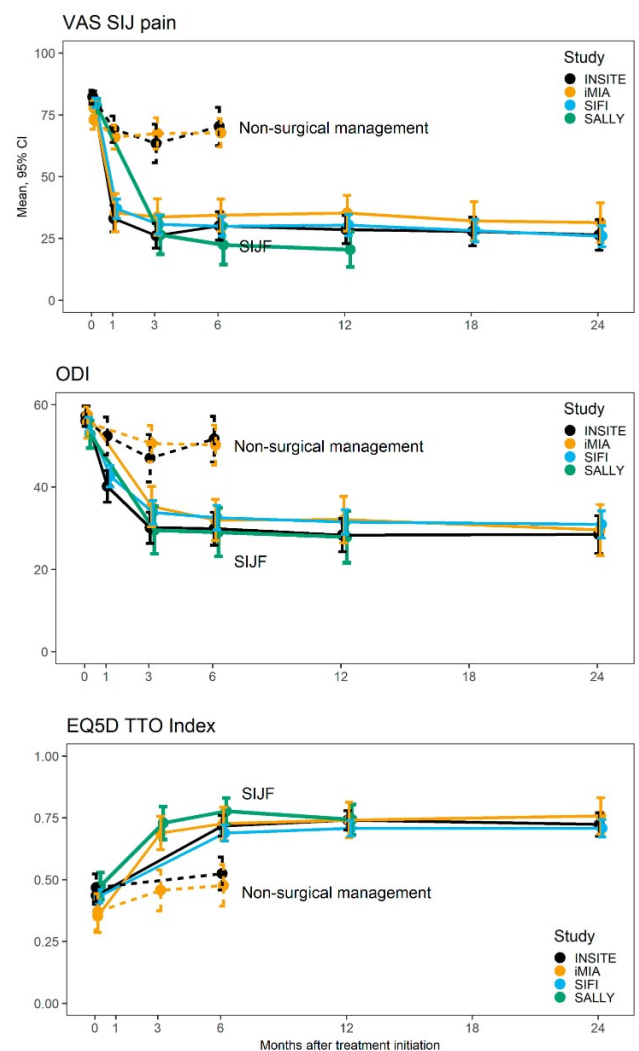 VAS SIJ pain
100
75
50
25
0
Mean, 95% CI
Study
INSITE
iMIA
SIFI
SALLY
Non-surgical management
SIJF
0 1 3 6 12 18 24
ODI
60
40
20
0
Study
INSITE
iMIA
SIFI
SALLY
Non-surgical management
SIJF
0 1 3 6 12 18 24
EQ5D TTO Index
1.00
0.75
0.50
0.25
0.00
SIJF
Non-surgical management
Study
INSITE
iMIA
SIFI
SALLY
0 1 3 6 12 18 24
Months after treatment initiation